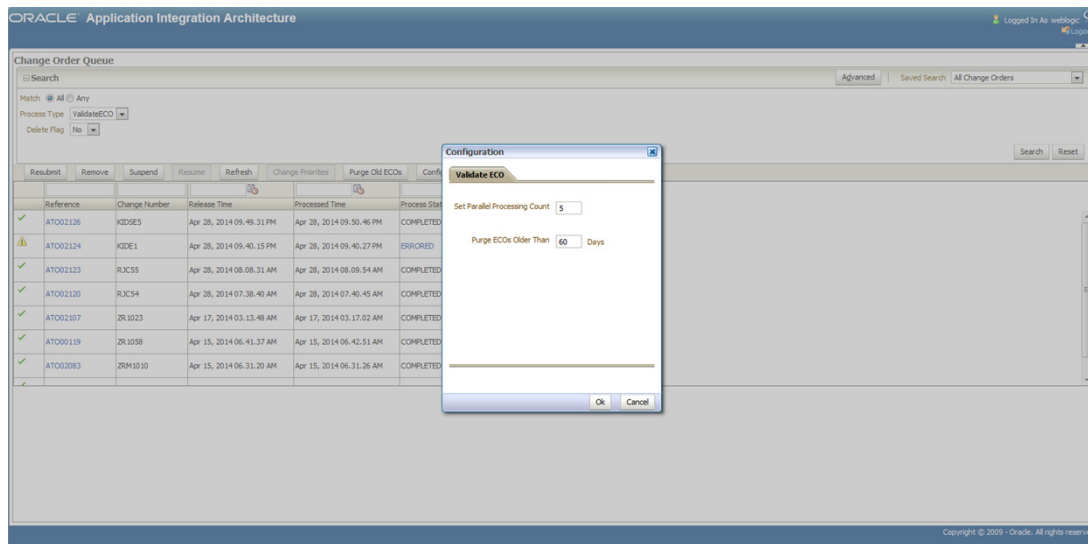 ORACLE Application Integration Architecture
Logged In As weblogic
Change Order Queue
Search
Advanced Saved Search All Change Orders
Match All Any
Process Type ValidateECO
Delete Flag No
Search Reset
Resubmit Remove Suspend Resume Refresh Change Priorities Purge Old ECOs
Reference Change Number Release Time Processed Time Process
ATO02126 KIDSE5 Apr 28, 2014 09.49.31 PM Apr 28, 2014 09.50.46 PM COMPLETED
ATO02124 KIDE1 Apr 28, 2014 09.40.15 PM Apr 28, 2014 09.40.27 PM ERRORED
ATO02123 RJC55 Apr 28, 2014 08.08.31 AM Apr 28, 2014 08.09.54 AM COMPLETED
ATO02120 RJC54 Apr 28, 2014 07.38.40 AM Apr 28, 2014 07.40.45 AM COMPLETED
ATO02107 ZR1023 Apr 17, 2014 03.13.48 AM Apr 17, 2014 03.17.02 AM COMPLETED
ATO00119 ZR1058 Apr 15, 2014 06.41.37 AM Apr 15, 2014 06.42.51 AM COMPLETED
ATO02083 ZRM1010 Apr 15, 2014 06.31.20 AM Apr 15, 2014 06.31.26 AM COMPLETED
Configuration
Validate ECO
Set Parallel Processing Count 5
Purge ECOs Older Than 60 Days
Ok Cancel
Copyright © 2009 - Oracle. All rights